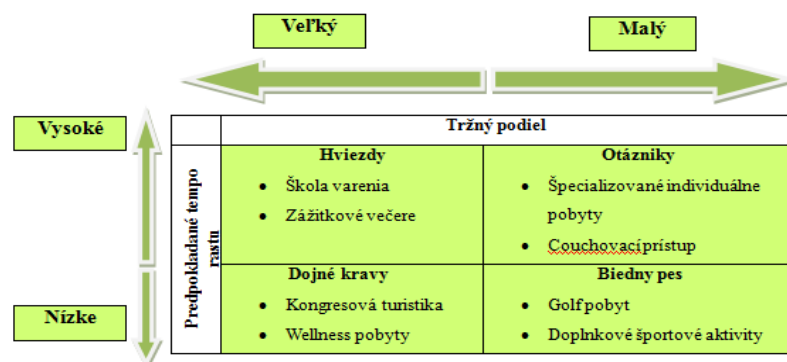 Veľký
Malý
Vysoké
Tržný podiel
Predpokladané tempo
rastu
Hviezdy
• Škola varenia
• Zážitkové večere
Otázniky
• Špecializované individuálne
pobyty
• Couchovací prístup
Dojné kravy
• Kongresová turistika
• Wellness pobyty
Biedny pes
• Golf pobyt
• Doplnkové športové aktivity
Nízke